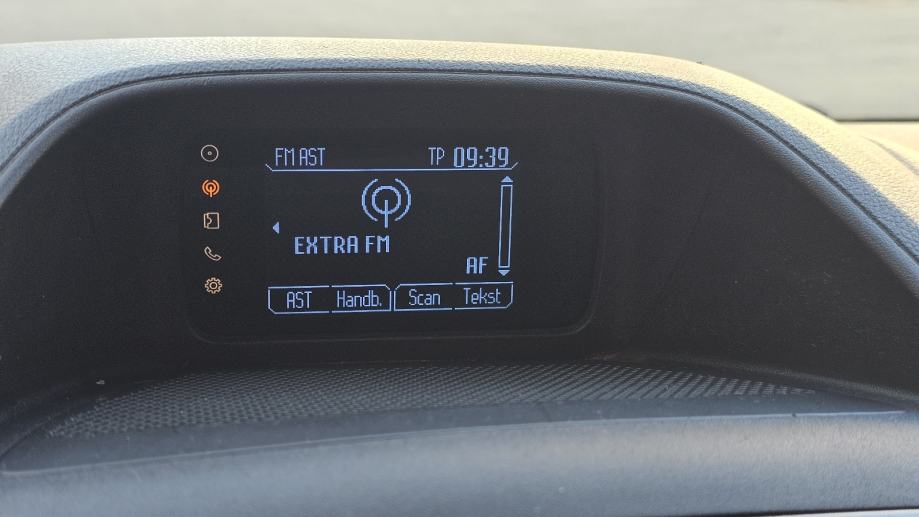 FM AST TP 09:39
EXTRA FM
AF
AST Handb. Scan Tekst